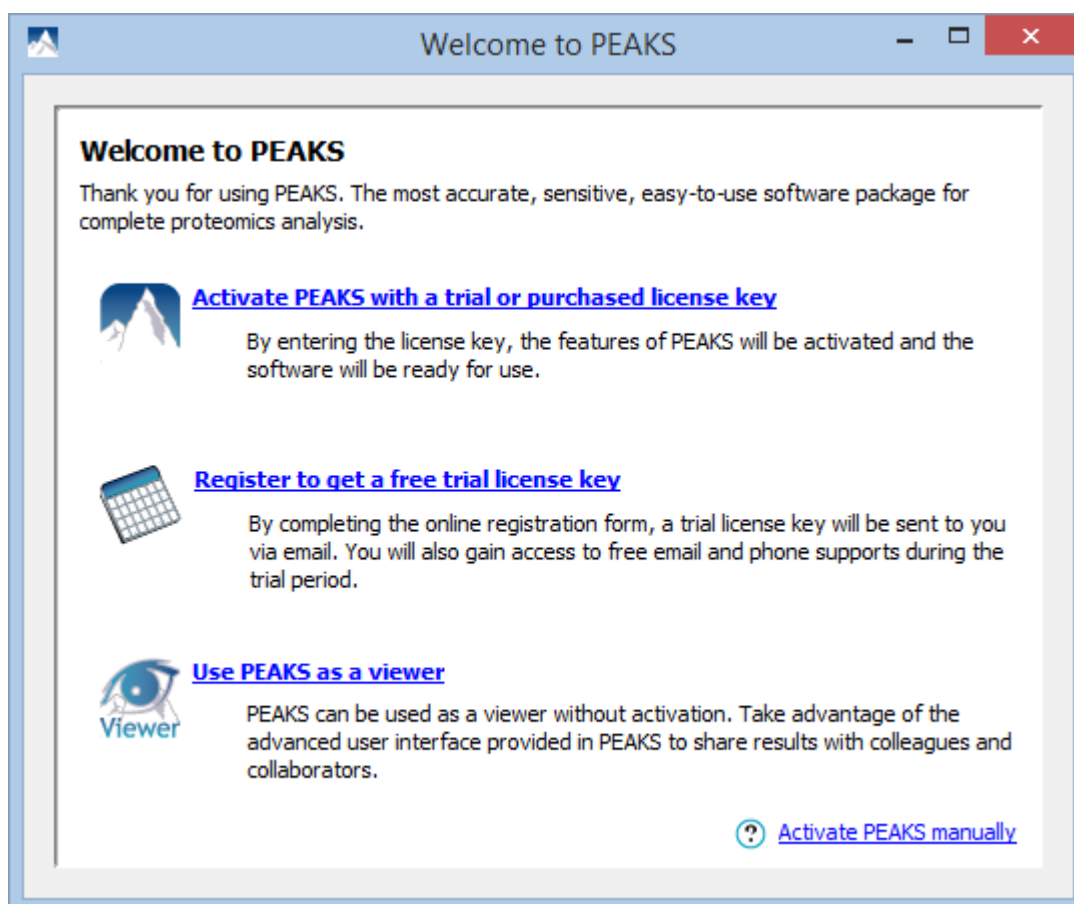 Welcome to PEAKS
Welcome to PEAKS
Thank you for using PEAKS. The most accurate, sensitive, easy-to-use software package for
complete proteomics analysis.
Activate PEAKS with a trial or purchased license key
By entering the license key, the features of PEAKS will be activated and the
software will be ready for use.
Register to get a free trial license key
By completing the online registration form, a trial license key will be sent to you
via email. You will also gain access to free email and phone supports during the
trial period.
Use PEAKS as a viewer
Viewer
PEAKS can be used as a viewer without activation. Take advantage of the
advanced user interface provided in PEAKS to share results with colleagues and
collaborators.
? Activate PEAKS manually